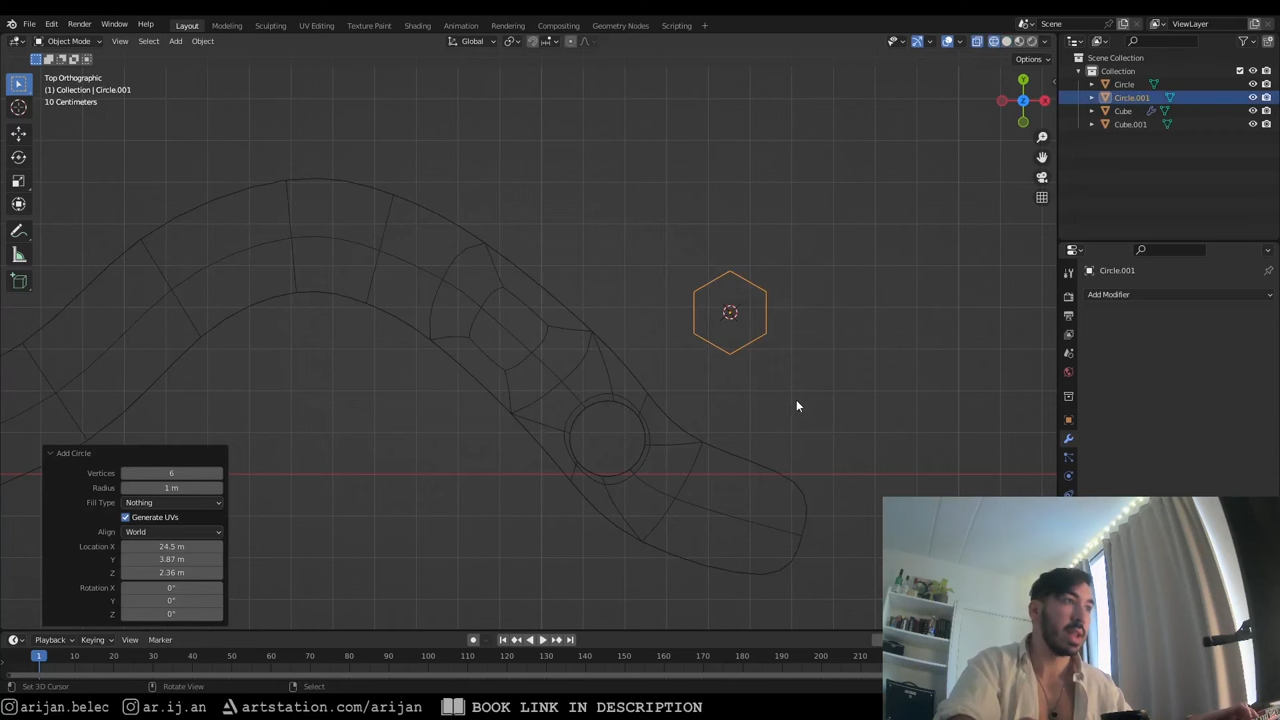 File Edit Render Window Help Layout Modeling Sculpting UV Editing Texture Paint Shading Animation Rendering Compositing Geometry Nodes Scripting + Scene ViewLayer
Object Mode View Select Add Object Global
Options
Top Orthographic
(1) Collection | Circle.001
10 Centimeters
Y
Z
X
Scene Collection
Collection
Circle
Circle.001
Cube
Cube.001
Circle.001
Add Modifier
Add Circle
Vertices 6
Radius 1 m
Fill Type Nothing
Generate UVs
Align World
Location X 24.5 m
Y 3.87 m
Z 2.36 m
Rotation X 0°
Y 0°
Z 0°
Playback Keying View Marker
1 10 20 30 40 50 60 70 80 90 100 110 120 130 140 150 160 170 180 190 200 210
Set 3D Cursor Rotate View Select
arijan.belec ar.ij.an artstation.com/arijan BOOK LINK IN DESCRIPTION